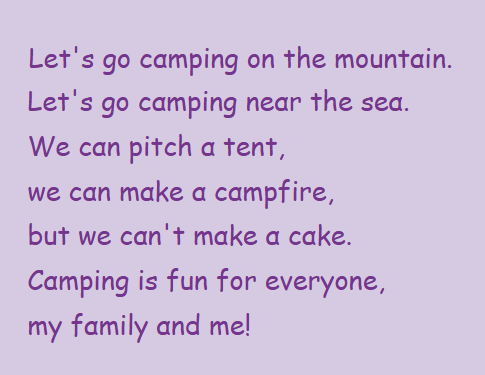 Let's go camping on the mountain.
Let's go camping near the sea.
We can pitch a tent,
we can make a campfire,
but we can't make a cake.
Camping is fun for everyone,
my family and me!